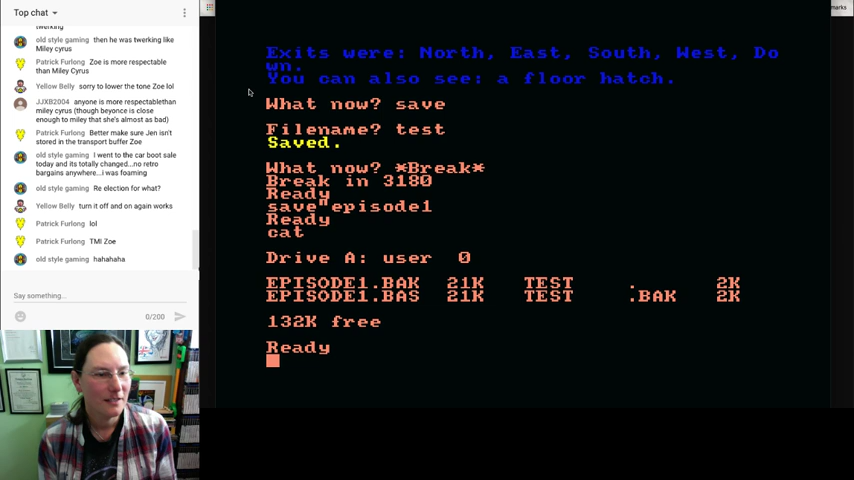 Top chat
twerking
old style gaming then he was twerking like
Miley cyrus
Patrick Furlong Zoe is more respectable
than Miley Cyrus
Yellow Belly sorry to lower the tone Zoe lol
JJXB2004 anyone is more respectablethan
miley cyrus (though beyonce is close
enough to miley that she's almost as bad)
Patrick Furlong Better make sure Jen isn't
stored in the transport buffer Zoe
old style gaming I went to the car boot sale
today and its totally changed...no retro
bargains anywhere...i was foaming
old style gaming Re election for what?
Yellow Belly turn it off and on again works
Patrick Furlong lol
Patrick Furlong TMI Zoe
old style gaming hahahaha
Say something...
0/200
marks
Exits were: North, East, South, West, Do
wn.
You can also see: a floor hatch.
What now? save
Filename? test
Saved.
What now? *Break*
Break in 3180
Ready
save"episode1
Ready
cat
Drive A: user 0
EPISODE1.BAK 21K TEST . 2K
EPISODE1.BAS 21K TEST .BAK 2K
132K free
Ready